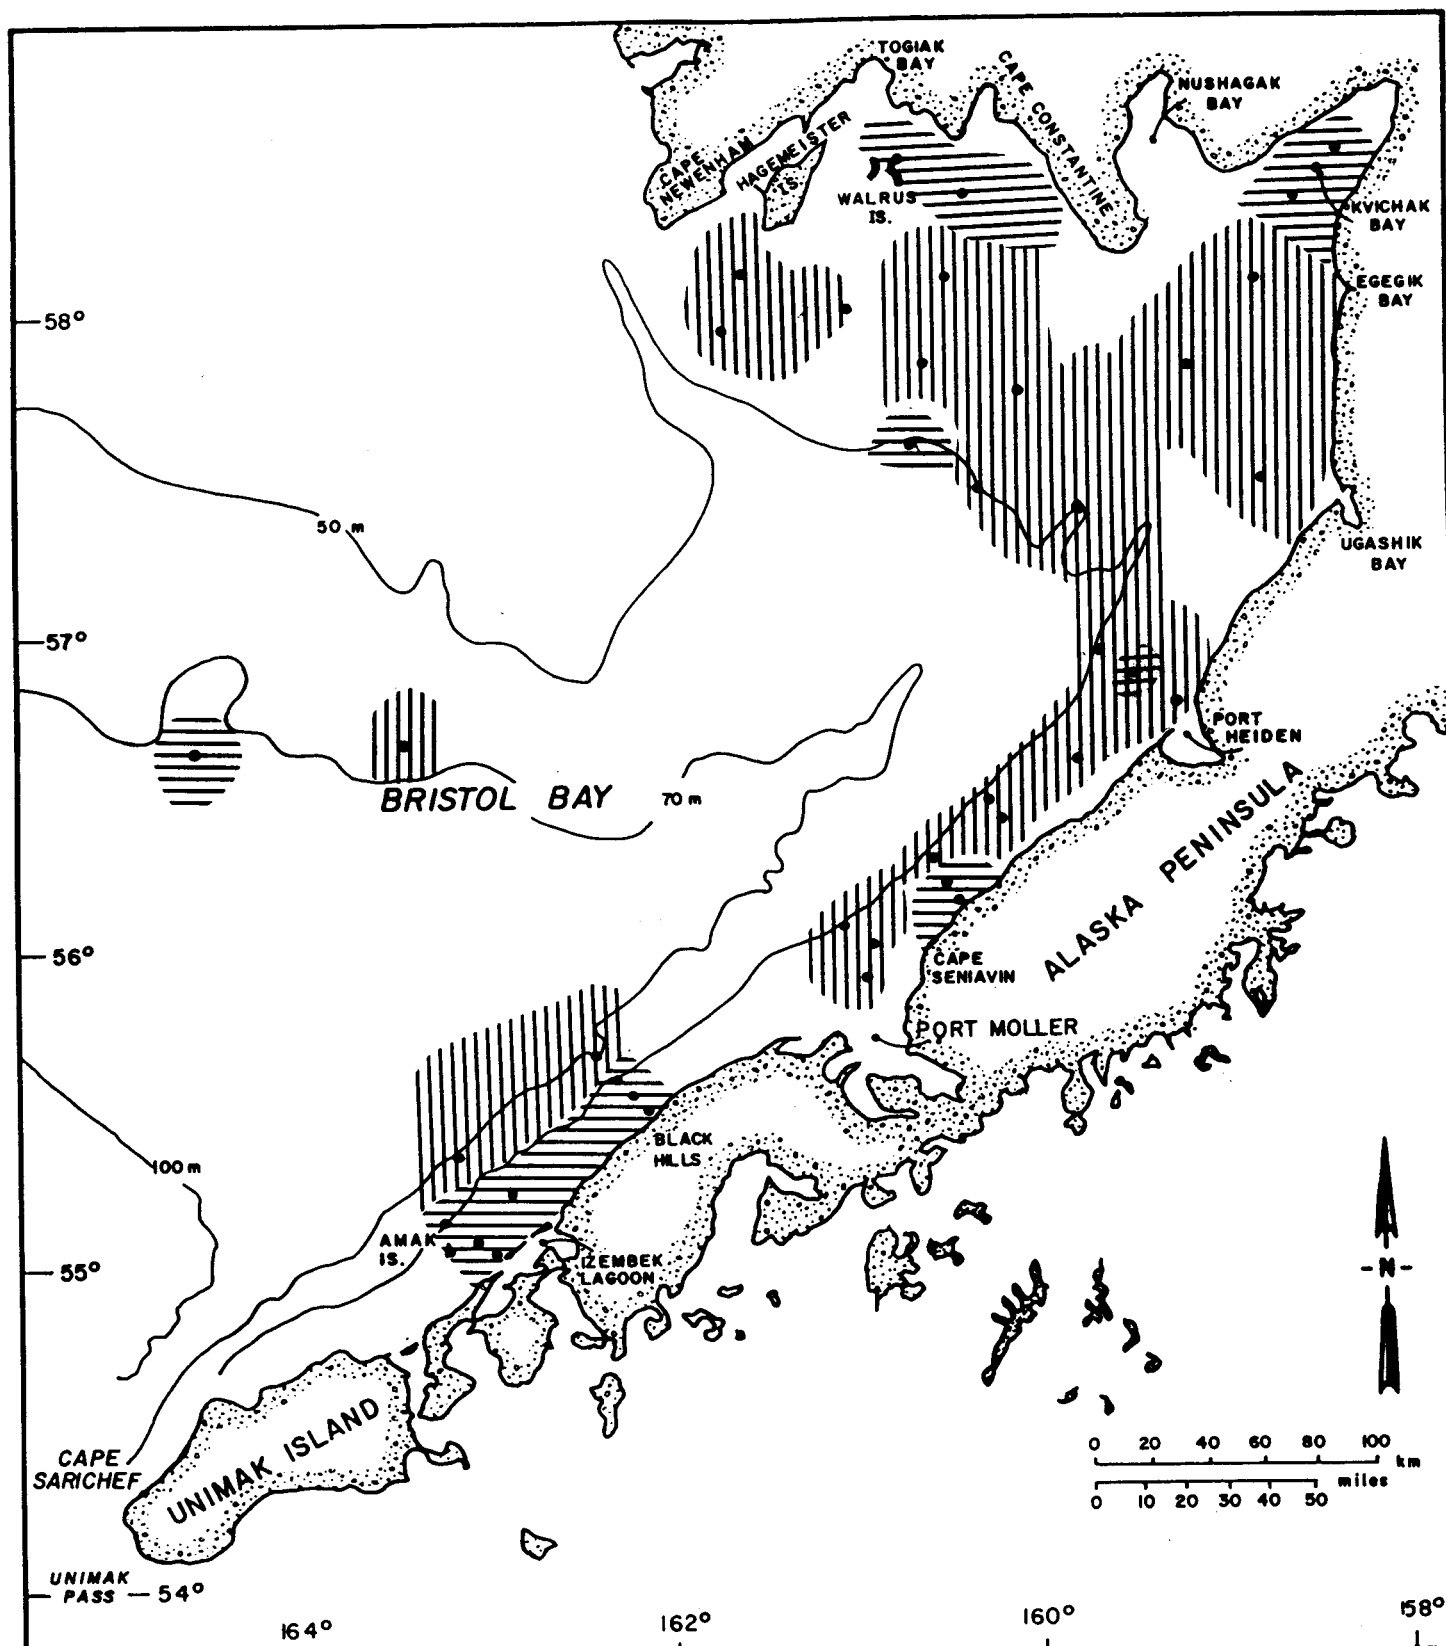 TOGIAK
BAY
CAPE CONSTANTINE
NUSHAGAK
BAY
CAPE
NEWENHAM
HAGEMEISTER
IS.
WALRUS
IS.
KVICHAK
BAY
EGEGIK
BAY
58°
50 m
UGASHIK
BAY
57°
PORT
HEIDEN
BRISTOL BAY
70 m
ALASKA PENINSULA
56°
CAPE
SENIAVIN
PORT MOLLER
BLACK
HILLS
100 m
AMAK
IS.
IZEMBEK
LAGOON
55°
-N-
UNIMAK ISLAND
CAPE
SARICHEF
0 20 40 60 80 100
km
miles
0 10 20 30 40 50
UNIMAK
PASS
54°
164° 162° 160° 158°